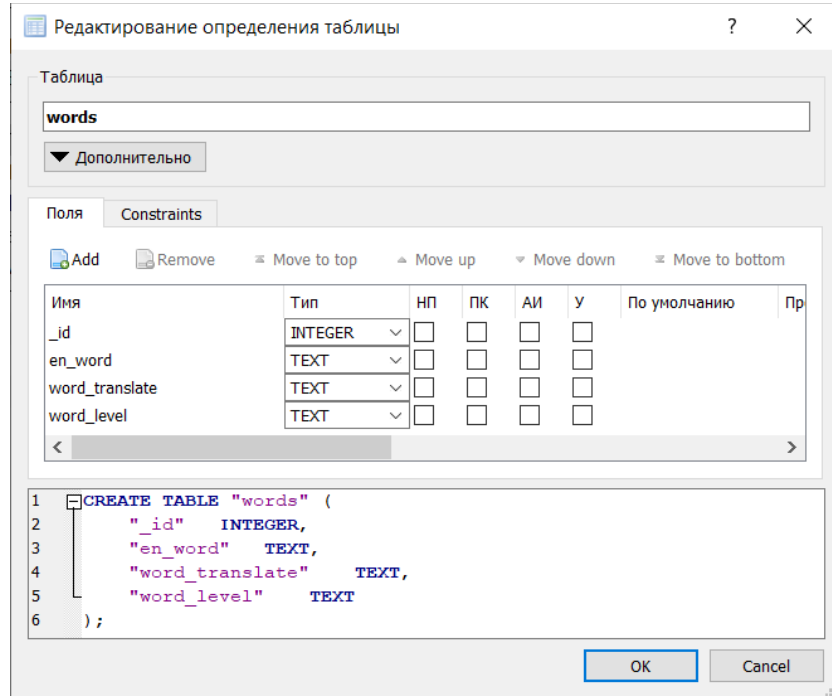 Редактирование определения таблицы ?
Таблица
words
Дополнительно
Поля Constraints
Add Remove Move to top Move up Move down Move to bottom
Имя Тип НП ПК АИ У По умолчанию Пр
_id INTEGER
en_word TEXT
word_translate TEXT
word_level TEXT
1 CREATE TABLE "words" (
2 "_id" INTEGER,
3 "en_word" TEXT,
4 "word_translate" TEXT,
5 "word_level" TEXT
6 );
OK Cancel